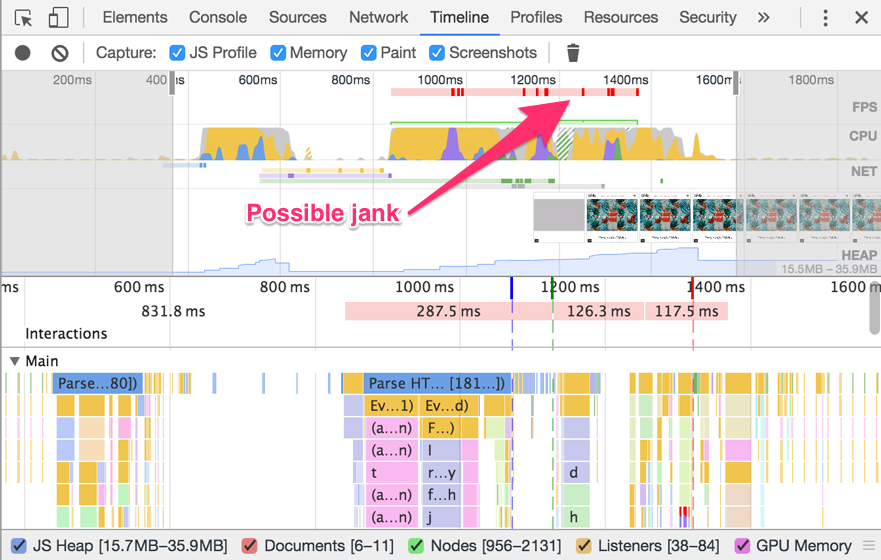 Elements Console Sources Network Timeline Profiles Resources Security »
Capture: JS Profile Memory Paint Screenshots
200ms 400 ms 600ms 800ms 1000ms 1200ms 1400ms 1600m 1800ms
FPS
CPU
NET
Possible jank
HEAP
15.5MB – 35.9MB
ms 600 ms 800 ms 1000 ms 1200 ms 1400 ms 1600 m
831.8 ms 287.5 ms 126.3 ms 117.5 ms
Interactions
Main
Parse...80]) Parse HT... [181...])
Ev...1) Ev...d)
(a...n) F...)
(a...n) I
t r...y d
(a...n) f...h
(a...n) j h
JS Heap [15.7MB–35.9MB] Documents [6–11] Nodes [956–2131] Listeners [38–84] GPU Memory